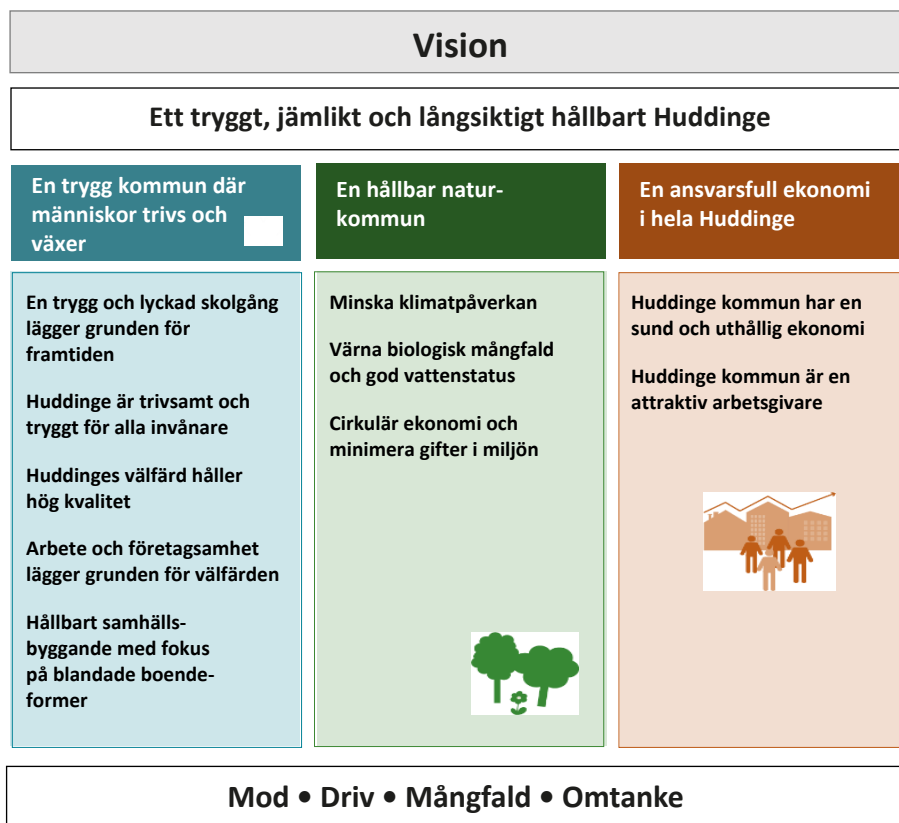 Vision
Ett tryggt, jämlikt och långsiktigt hållbart Huddinge
En trygg kommun där
människor trivs och
växer
En trygg och lyckad skolgång
lägger grunden för
framtiden
Huddinge är trivsamt och
tryggt för alla invånare
Huddinges välfärd håller
hög kvalitet
Arbete och företagsamhet
lägger grunden för välfärden
Hållbart samhälls-
byggande med fokus
på blandade boende-
former
En hållbar natur-
kommun
Minska klimatpåverkan
Värna biologisk mångfald
och god vattenstatus
Cirkulär ekonomi och
minimera gifter i miljön
En ansvarsfull ekonomi
i hela Huddinge
Huddinge kommun har en
sund och uthållig ekonomi
Huddinge kommun är en
attraktiv arbetsgivare
Mod • Driv • Mångfald • Omtanke